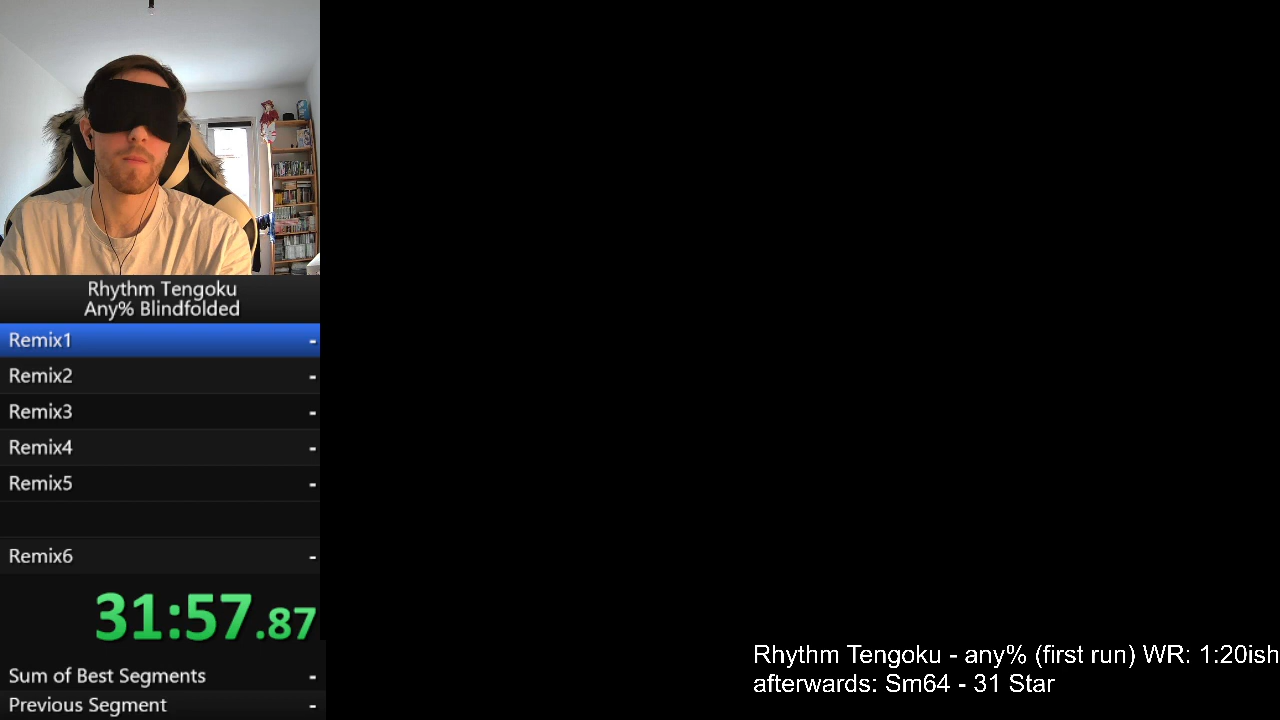 Rhythm Tengoku
Any% Blindfolded
Remix1 -
Remix2 -
Remix3 -
Remix4 -
Remix5 -
Remix6 -
31:57.87
Sum of Best Segments -
Previous Segment -
Rhythm Tengoku - any% (first run) WR: 1:20ish
afterwards: Sm64 - 31 Star